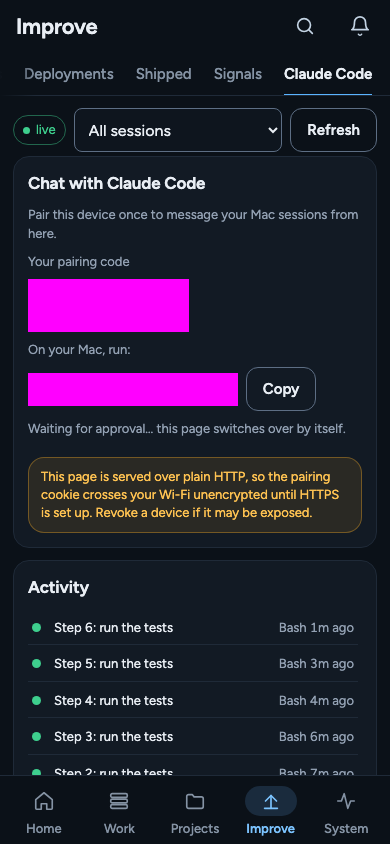 Improve
Deployments Shipped Signals Claude Code
live All sessions Refresh
Chat with Claude Code
Pair this device once to message your Mac sessions from
here.
Your pairing code
On your Mac, run:
Copy
Waiting for approval... this page switches over by itself.
This page is served over plain HTTP, so the pairing
cookie crosses your Wi-Fi unencrypted until HTTPS
is set up. Revoke a device if it may be exposed.
Activity
Step 6: run the tests Bash 1m ago
Step 5: run the tests Bash 3m ago
Step 4: run the tests Bash 4m ago
Step 3: run the tests Bash 6m ago
Step 2: run the tests Bash 7m ago
Home Work Projects Improve System